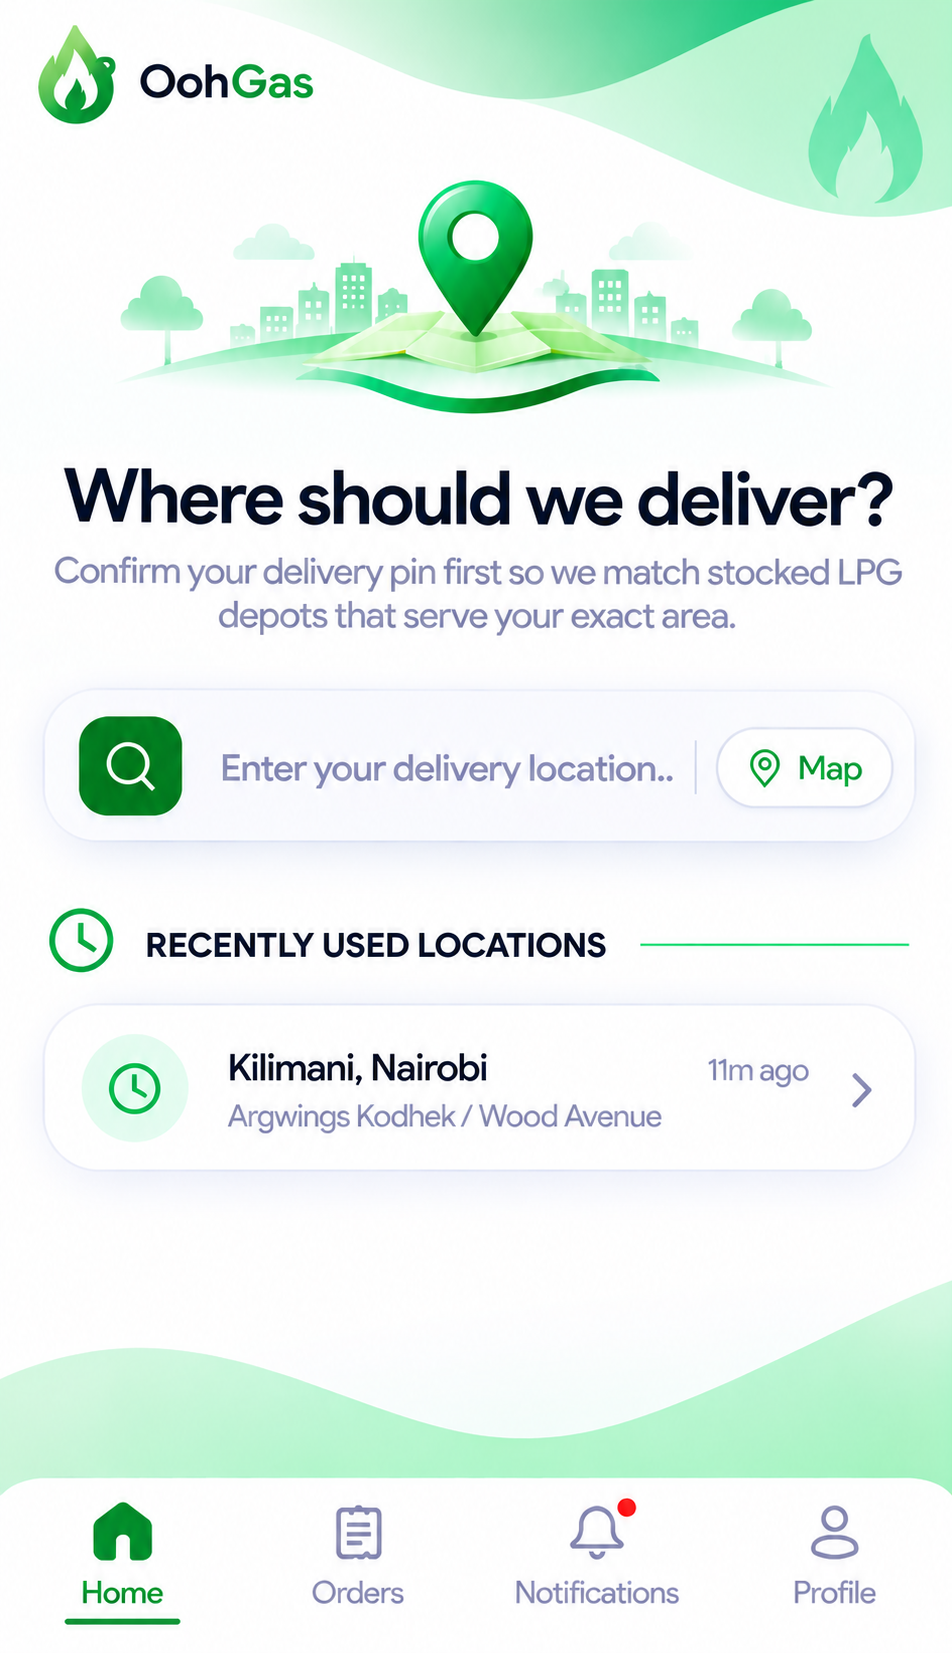 OohGas
Where should we deliver?
Confirm your delivery pin first so we match stocked LPG
depots that serve your exact area.
Enter your delivery location..
Map
RECENTLY USED LOCATIONS
Kilimani, Nairobi
11m ago
Argwings Kodhek / Wood Avenue
Home
Orders
Notifications
Profile